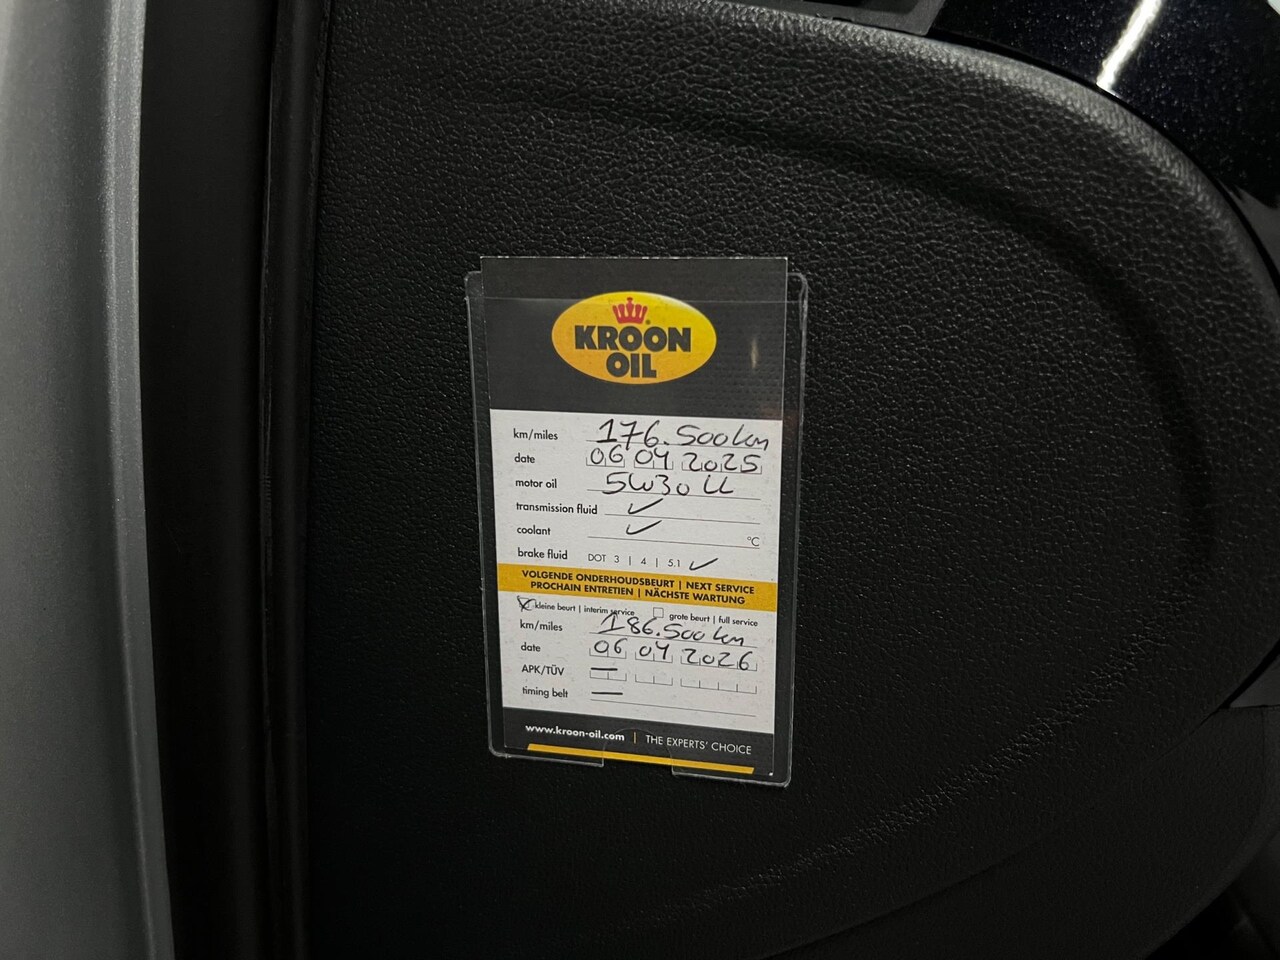 KROON
OIL
km/miles 176.500km
date 06 04 2025
motor oil 5W30 LL
transmission fluid ✓
coolant ✓ °C
brake fluid DOT 3 | 4 | 5.1 ✓
VOLGENDE ONDERHOUDSBEURT | NEXT SERVICE
PROCHAIN ENTRETIEN | NÄCHSTE WARTUNG
kleine beurt | interim service grote beurt | full service
km/miles 186.500 km
date 06 04 2026
APK/TÜV —
timing belt —
www.kroon-oil.com | THE EXPERTS' CHOICE